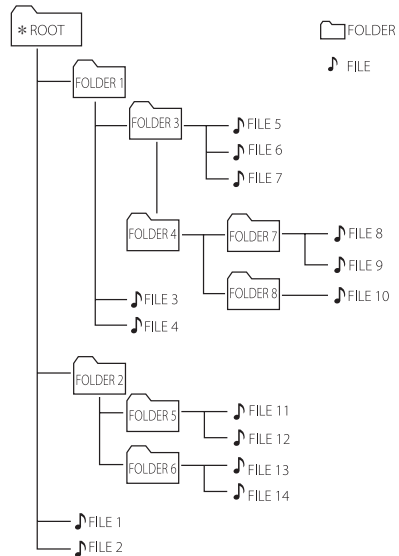 * ROOT
FOLDER
FILE
FOLDER 1
FOLDER 3
FILE 5
FILE 6
FILE 7
FOLDER 4
FOLDER 7
FILE 8
FILE 9
FOLDER 8
FILE 10
FILE 3
FILE 4
FOLDER 2
FOLDER 5
FILE 11
FILE 12
FOLDER 6
FILE 13
FILE 14
FILE 1
FILE 2